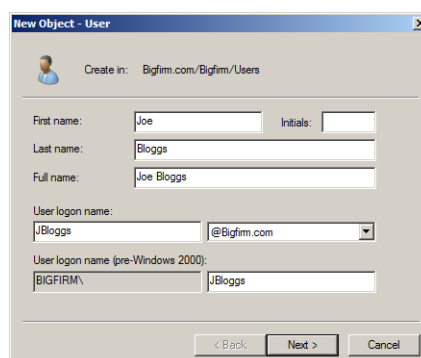 New Object - User
Create in: Bigfirm.com/Bigfirm/Users
First name: Joe Initials:
Last name: Bloggs
Full name: Joe Bloggs
User logon name:
JBloggs @Bigfirm.com
User logon name (pre-Windows 2000):
BIGFIRM\ JBloggs
< Back Next > Cancel